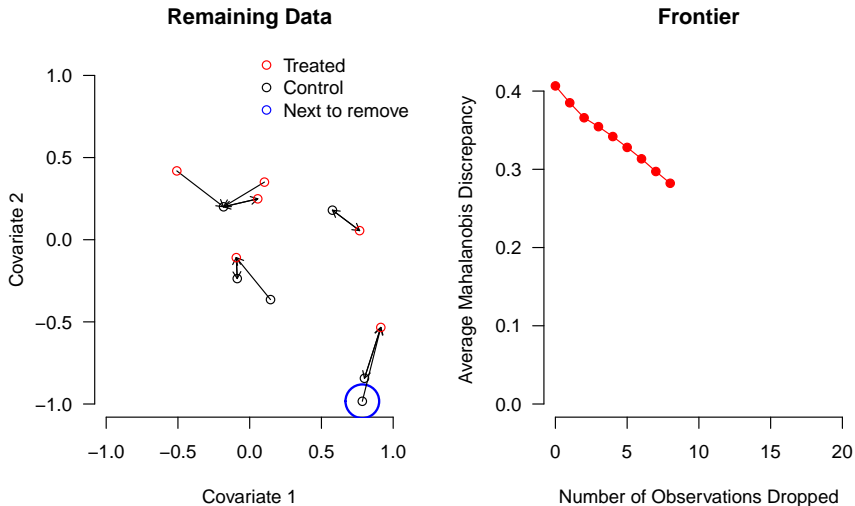 Remaining Data
Treated
Control
Next to remove
1.0
0.5
0.0
−0.5
−1.0
Covariate 2
−1.0 −0.5 0.0 0.5 1.0
Covariate 1
Frontier
0.4
0.3
0.2
0.1
0.0
Average Mahalanobis Discrepancy
0 5 10 15 20
Number of Observations Dropped